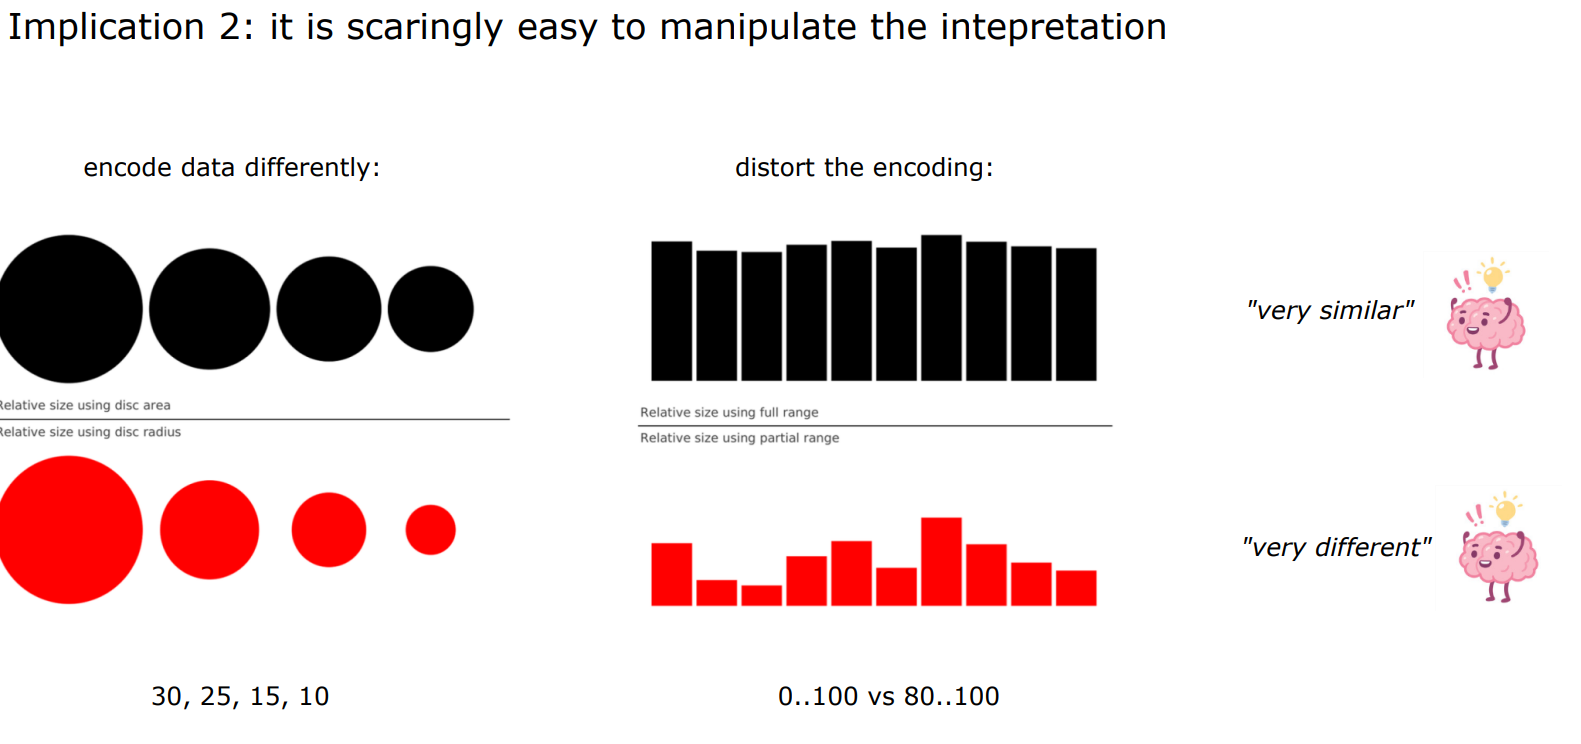 Implication 2: it is scaringly easy to manipulate the intepretation
encode data differently:
distort the encoding:
"very similar"
Relative size using disc area
Relative size using disc radius
Relative size using full range
Relative size using partial range
"very different"
30, 25, 15, 10
0..100 vs 80..100